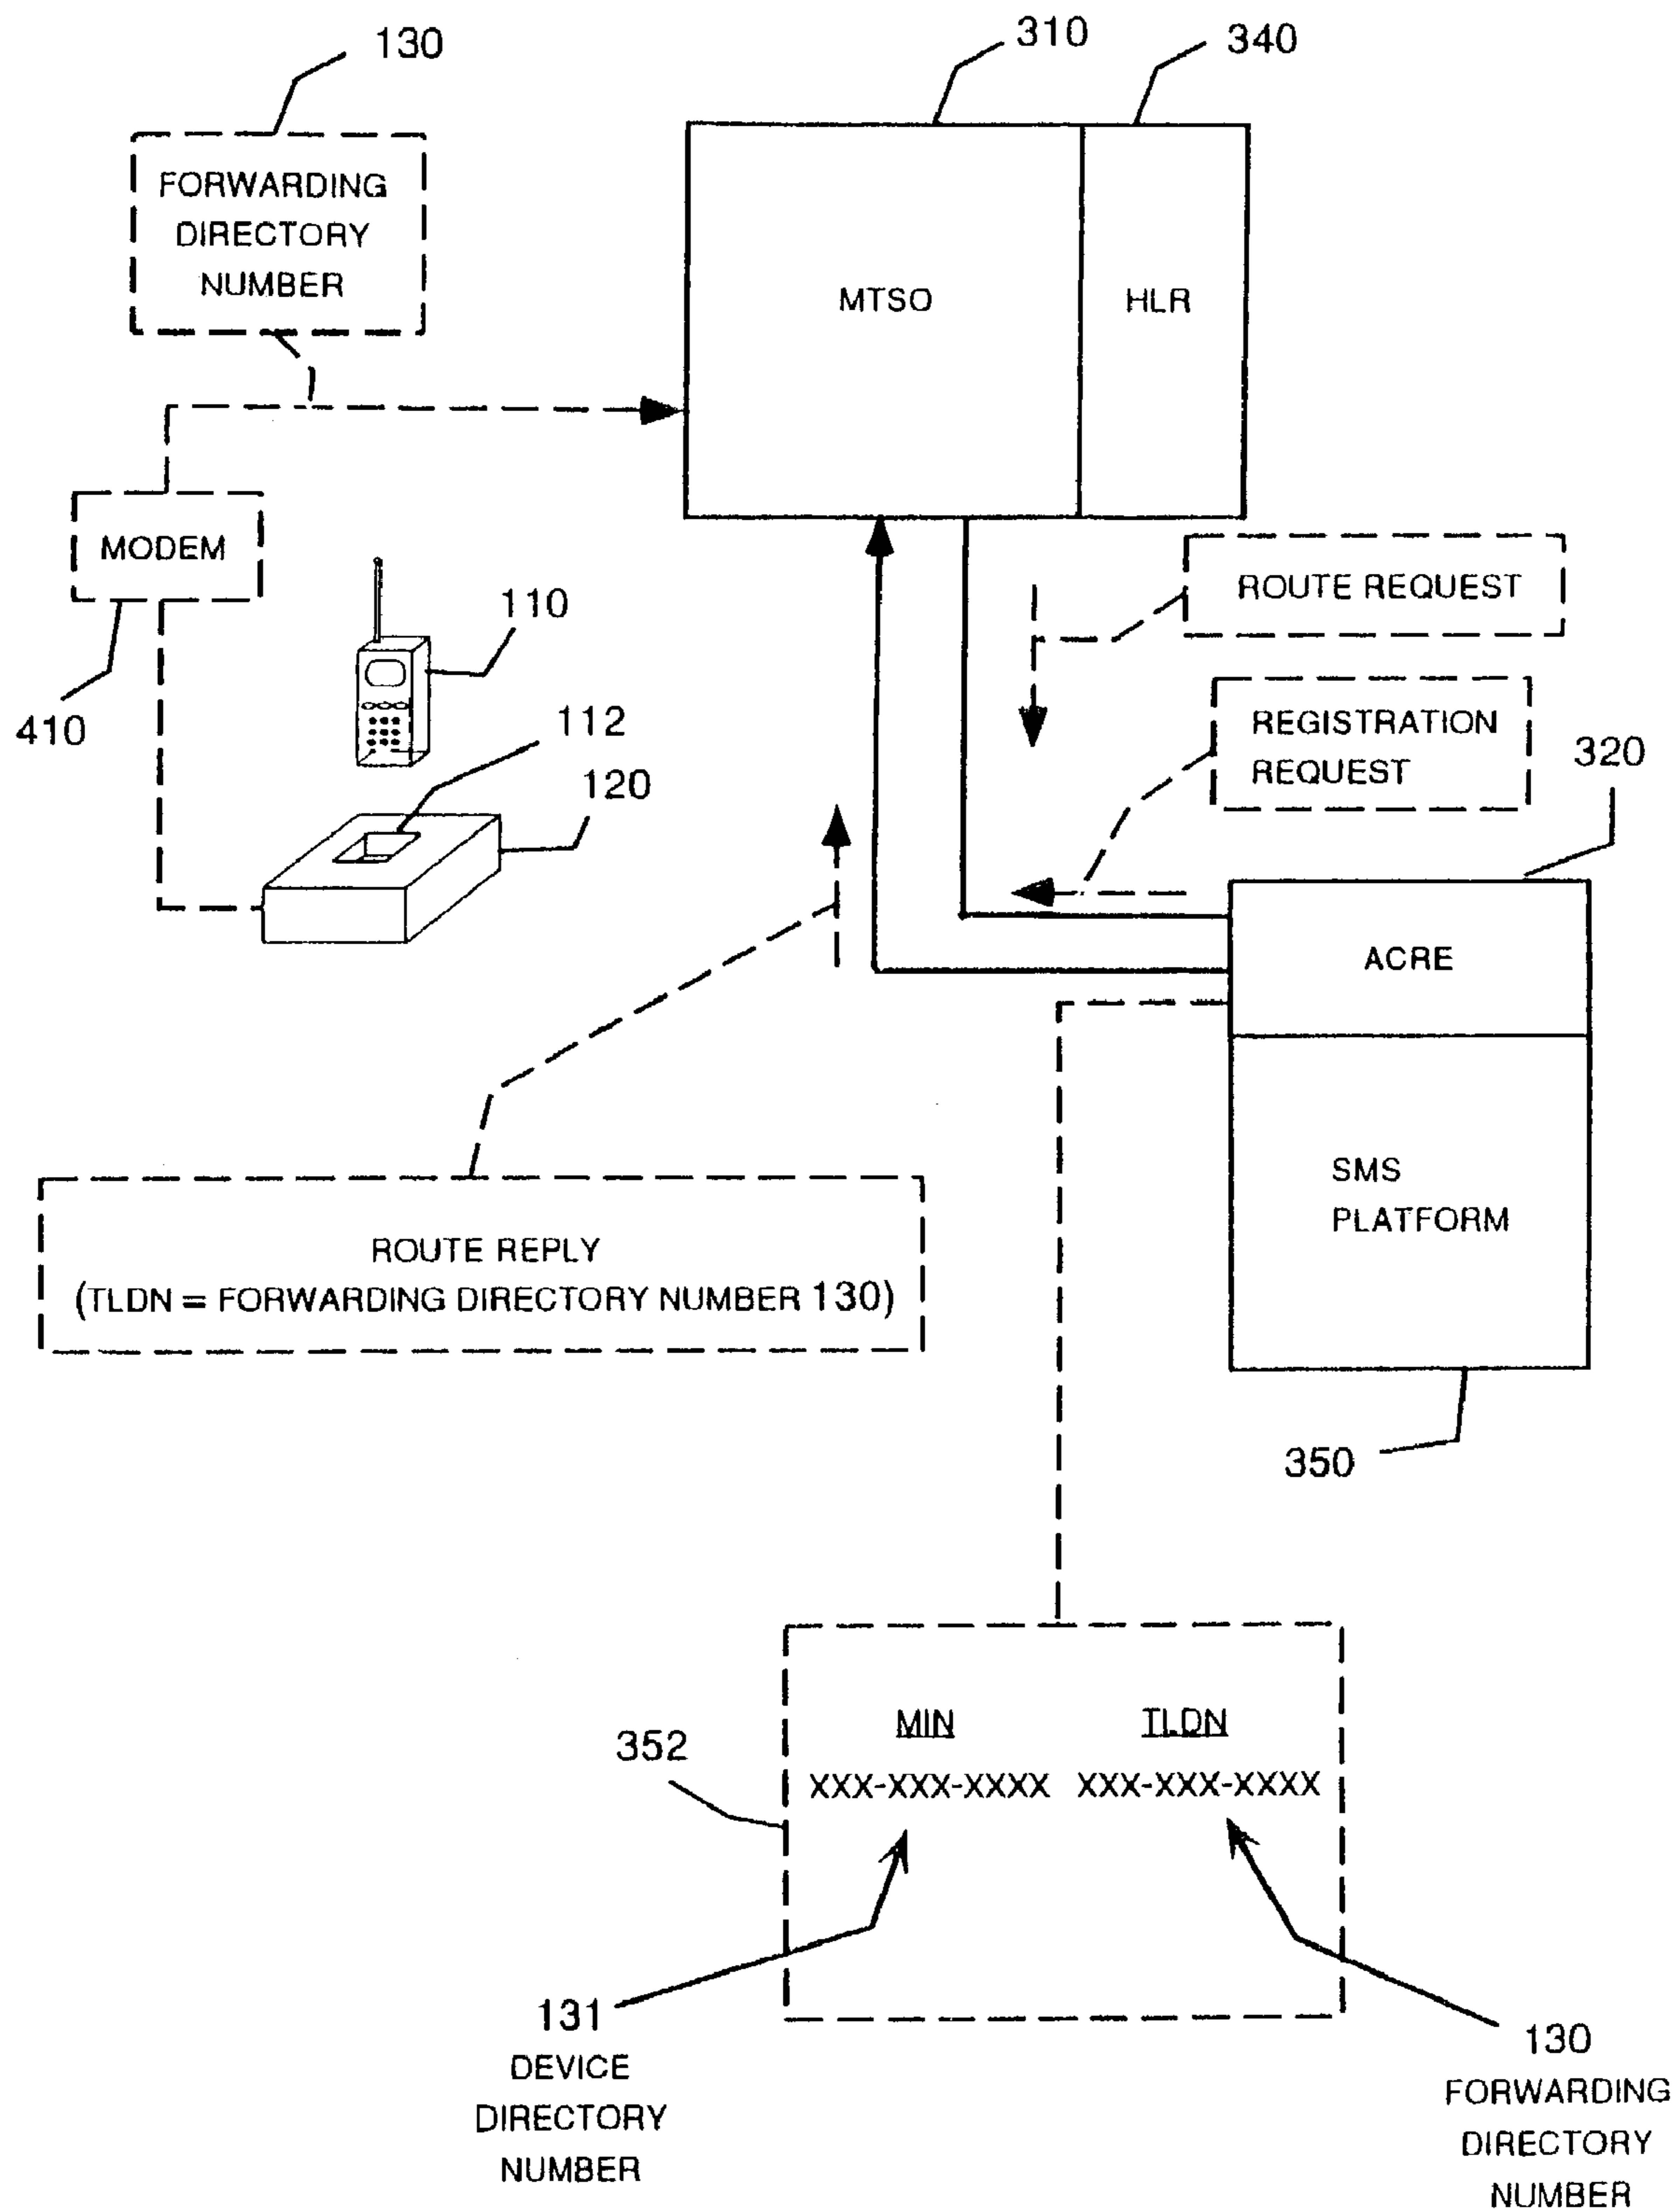 130
310
340
FORWARDING
DIRECTORY
NUMBER
MTSO
HLR
MODEM
410
110
112
120
ROUTE REQUEST
REGISTRATION
REQUEST
320
ACRE
SMS
PLATFORM
350
ROUTE REPLY
(TLDN = FORWARDING DIRECTORY NUMBER 130)
352
MIN TLDN
XXX-XXX-XXXX XXX-XXX-XXXX
131
DEVICE
DIRECTORY
NUMBER
130
FORWARDING
DIRECTORY
NUMBER